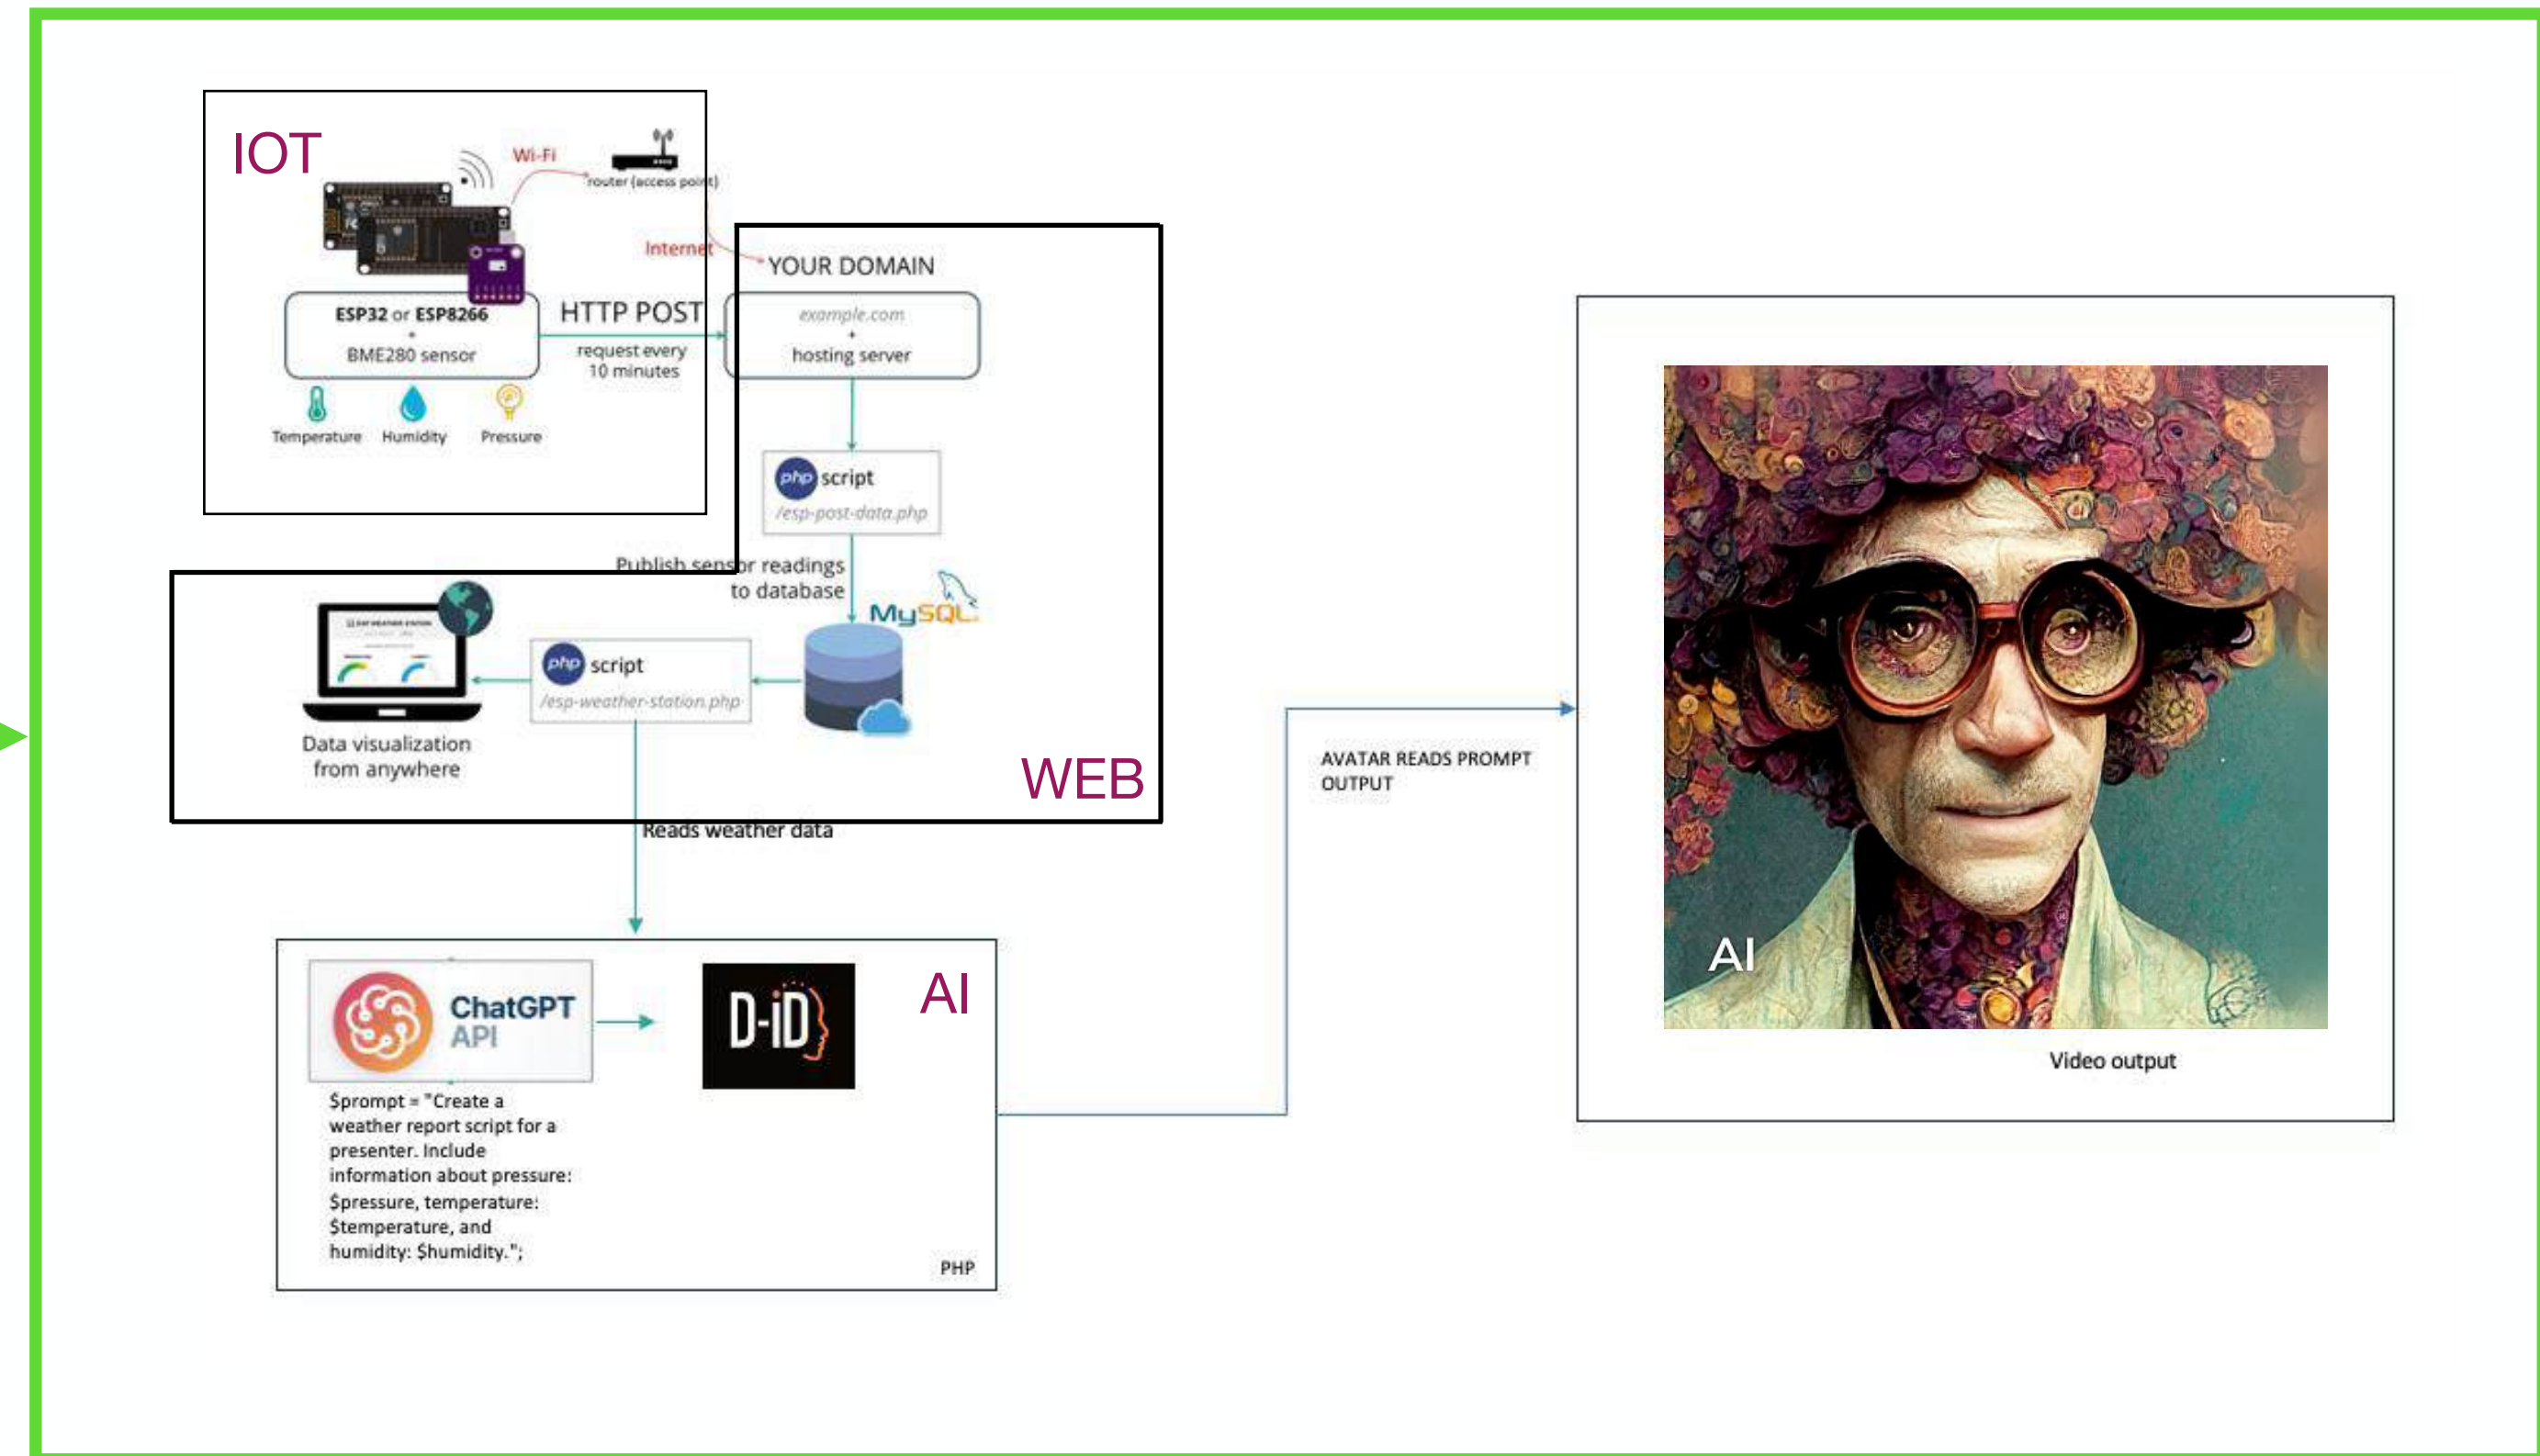 IOT
Wi-Fi
router (access point)
Internet
ESP32 or ESP8266
+
BME280 sensor
HTTP POST
request every
10 minutes
Temperature Humidity Pressure
YOUR DOMAIN
example.com
+
hosting server
php script
/esp-post-data.php
Publish sensor readings
to database
MySQL
php script
/esp-weather-station.php
Data visualization
from anywhere
WEB
Reads weather data
ChatGPT
API
D-iD
AI
$prompt = "Create a
weather report script for a
presenter. Include
information about pressure:
$pressure, temperature:
$temperature, and
humidity: $humidity.";
PHP
AVATAR READS PROMPT
OUTPUT
AI
Video output